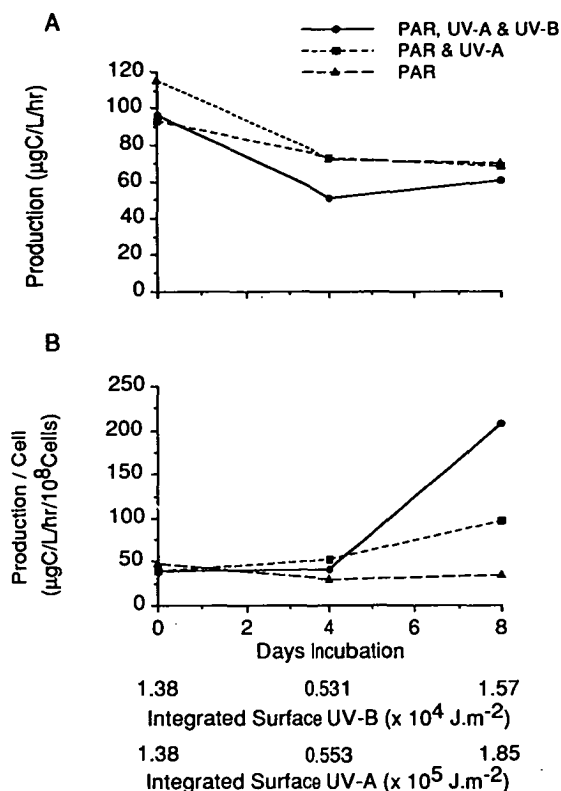 A
PAR, UV-A & UV-B
PAR & UV-A
PAR
120
100
80
60
40
20
0
Production (µgC/L/hr)
B
250
200
150
100
50
0
Production / Cell
(µgC/L/hr/10⁸Cells)
0 2 4 6 8
Days Incubation
1.38 0.531 1.57
Integrated Surface UV-B (x 10⁴ J.m⁻²)
1.38 0.553 1.85
Integrated Surface UV-A (x 10⁵ J.m⁻²)